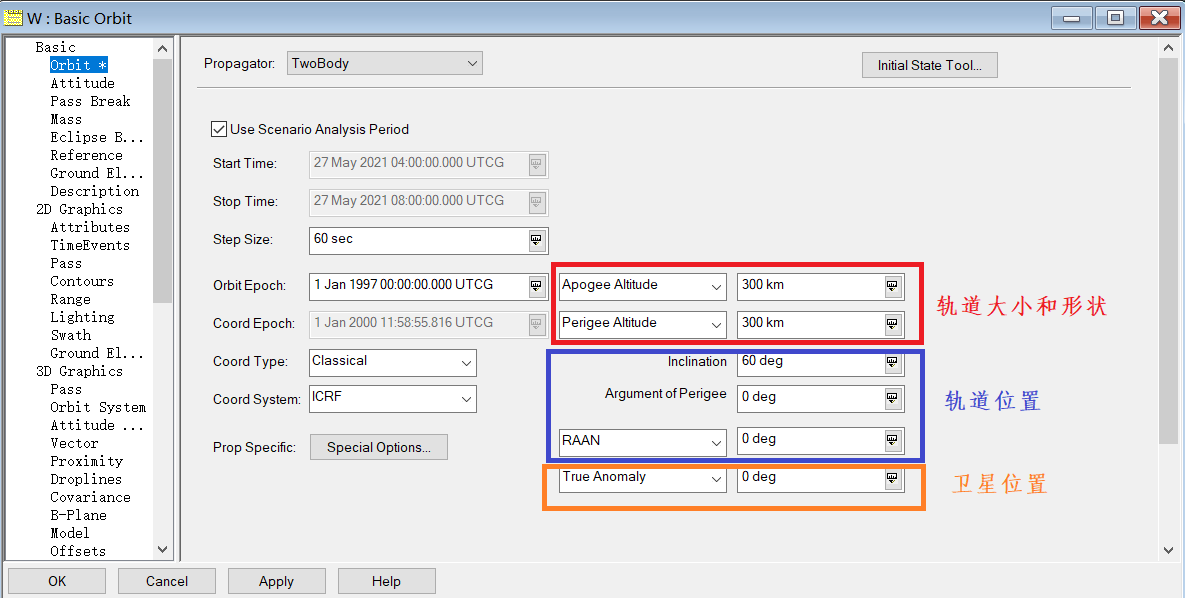 W : Basic Orbit
Basic
Orbit *
Attitude
Pass Break
Mass
Eclipse B...
Reference
Ground El...
Description
2D Graphics
Attributes
TimeEvents
Pass
Contours
Range
Lighting
Swath
Ground El...
3D Graphics
Pass
Orbit System
Attitude ...
Vector
Proximity
Droplines
Covariance
B-Plane
Model
Offsets
Propagator: TwoBody Initial State Tool...
Use Scenario Analysis Period
Start Time: 27 May 2021 04:00:00.000 UTCG
Stop Time: 27 May 2021 08:00:00.000 UTCG
Step Size: 60 sec
Orbit Epoch: 1 Jan 1997 00:00:00.000 UTCG Apogee Altitude 300 km
轨道大小和形状
Coord Epoch: 1 Jan 2000 11:58:55.816 UTCG Perigee Altitude 300 km
Coord Type: Classical Inclination 60 deg
Coord System: ICRF Argument of Perigee 0 deg
轨道位置
Prop Specific: Special Options... RAAN 0 deg
True Anomaly 0 deg
卫星位置
OK Cancel Apply Help